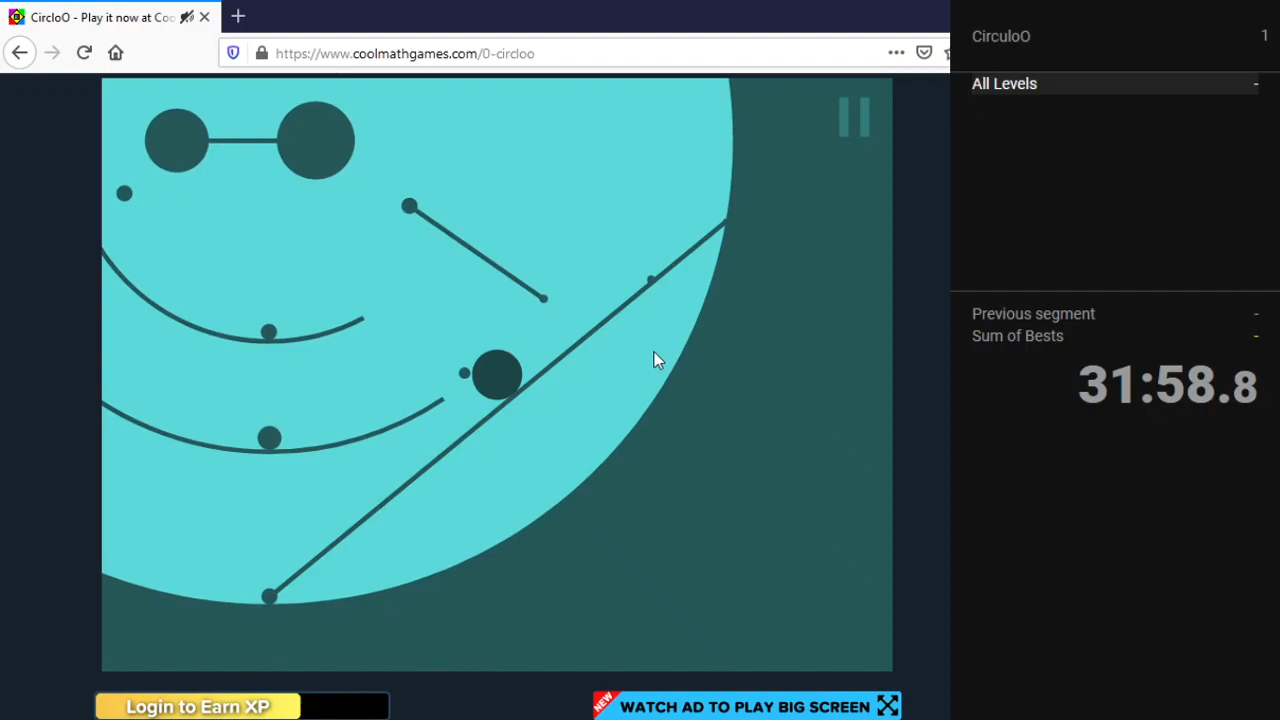 CircloO - Play it now at Coo
https://www.coolmathgames.com/0-circloo
CirculoO 1
All Levels -
Previous segment -
Sum of Bests -
31:58.8
Login to Earn XP
NEW
WATCH AD TO PLAY BIG SCREEN